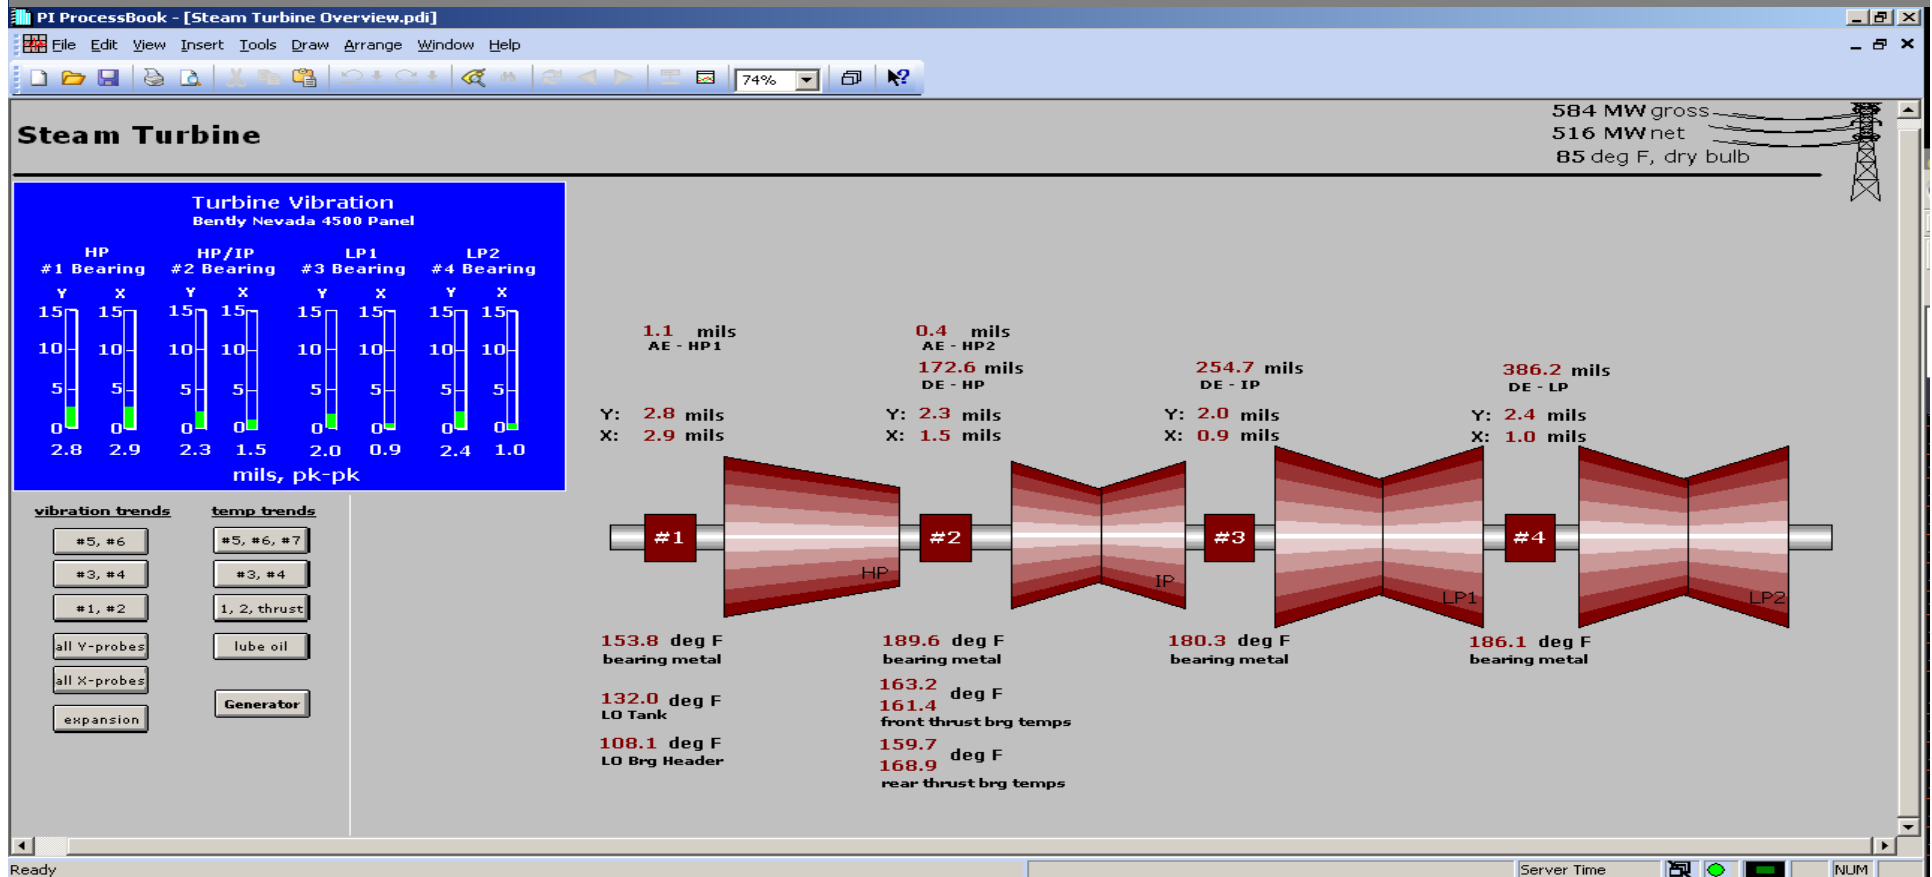 PI ProcessBook - [Steam Turbine Overview.pdi]
File Edit View Insert Tools Draw Arrange Window Help
74%
Steam Turbine
584 MW gross
516 MW net
85 deg F, dry bulb
Turbine Vibration
Bently Nevada 4500 Panel
HP HP/IP LP1 LP2
#1 Bearing #2 Bearing #3 Bearing #4 Bearing
Y X Y X Y X Y X
15 15 15 15 15 15 15 15
10 10 10 10 10 10 10 10
5 5 5 5 5 5 5 5
0 0 0 0 0 0 0 0
2.8 2.9 2.3 1.5 2.0 0.9 2.4 1.0
mils, pk-pk
vibration trends temp trends
#5, #6 #5, #6, #7
#3, #4 #3, #4
#1, #2 1, 2, thrust
all Y-probes lube oil
all X-probes
expansion Generator
1.1 mils
AE - HP1
0.4 mils
AE - HP2
172.6 mils
DE - HP
254.7 mils
DE - IP
386.2 mils
DE - LP
Y: 2.8 mils Y: 2.3 mils Y: 2.0 mils Y: 2.4 mils
X: 2.9 mils X: 1.5 mils X: 0.9 mils X: 1.0 mils
#1 #2 #3 #4
HP IP LP1 LP2
153.8 deg F 189.6 deg F 180.3 deg F 186.1 deg F
bearing metal bearing metal bearing metal bearing metal
132.0 deg F
LO Tank
108.1 deg F
LO Brg Header
163.2
161.4 deg F
front thrust brg temps
159.7
168.9 deg F
rear thrust brg temps
Ready Server Time NUM